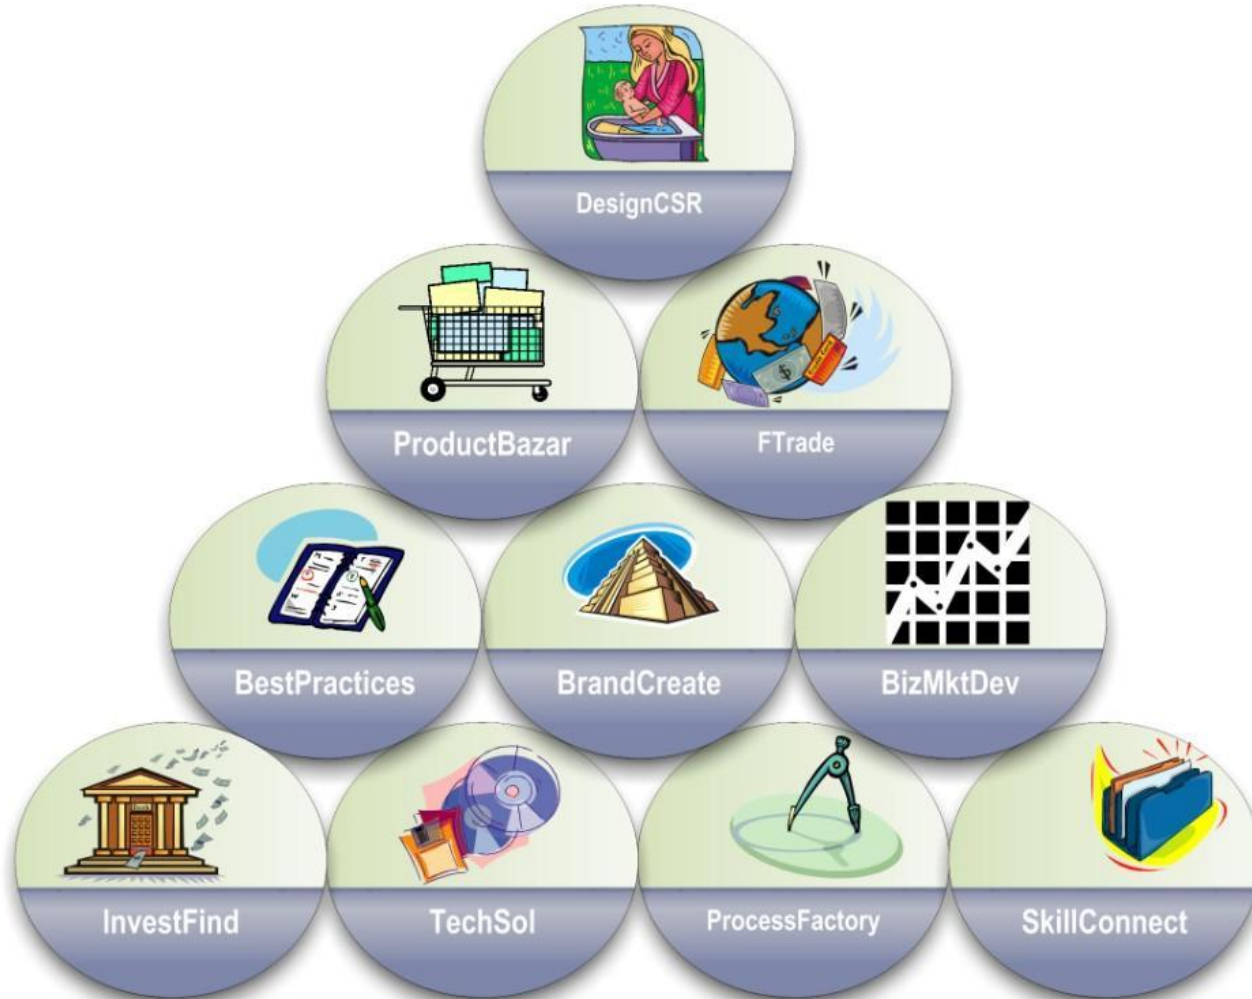 DesignCSR
ProductBazar
FTrade
BestPractices
BrandCreate
BizMktDev
InvestFind
TechSol
ProcessFactory
SkillConnect